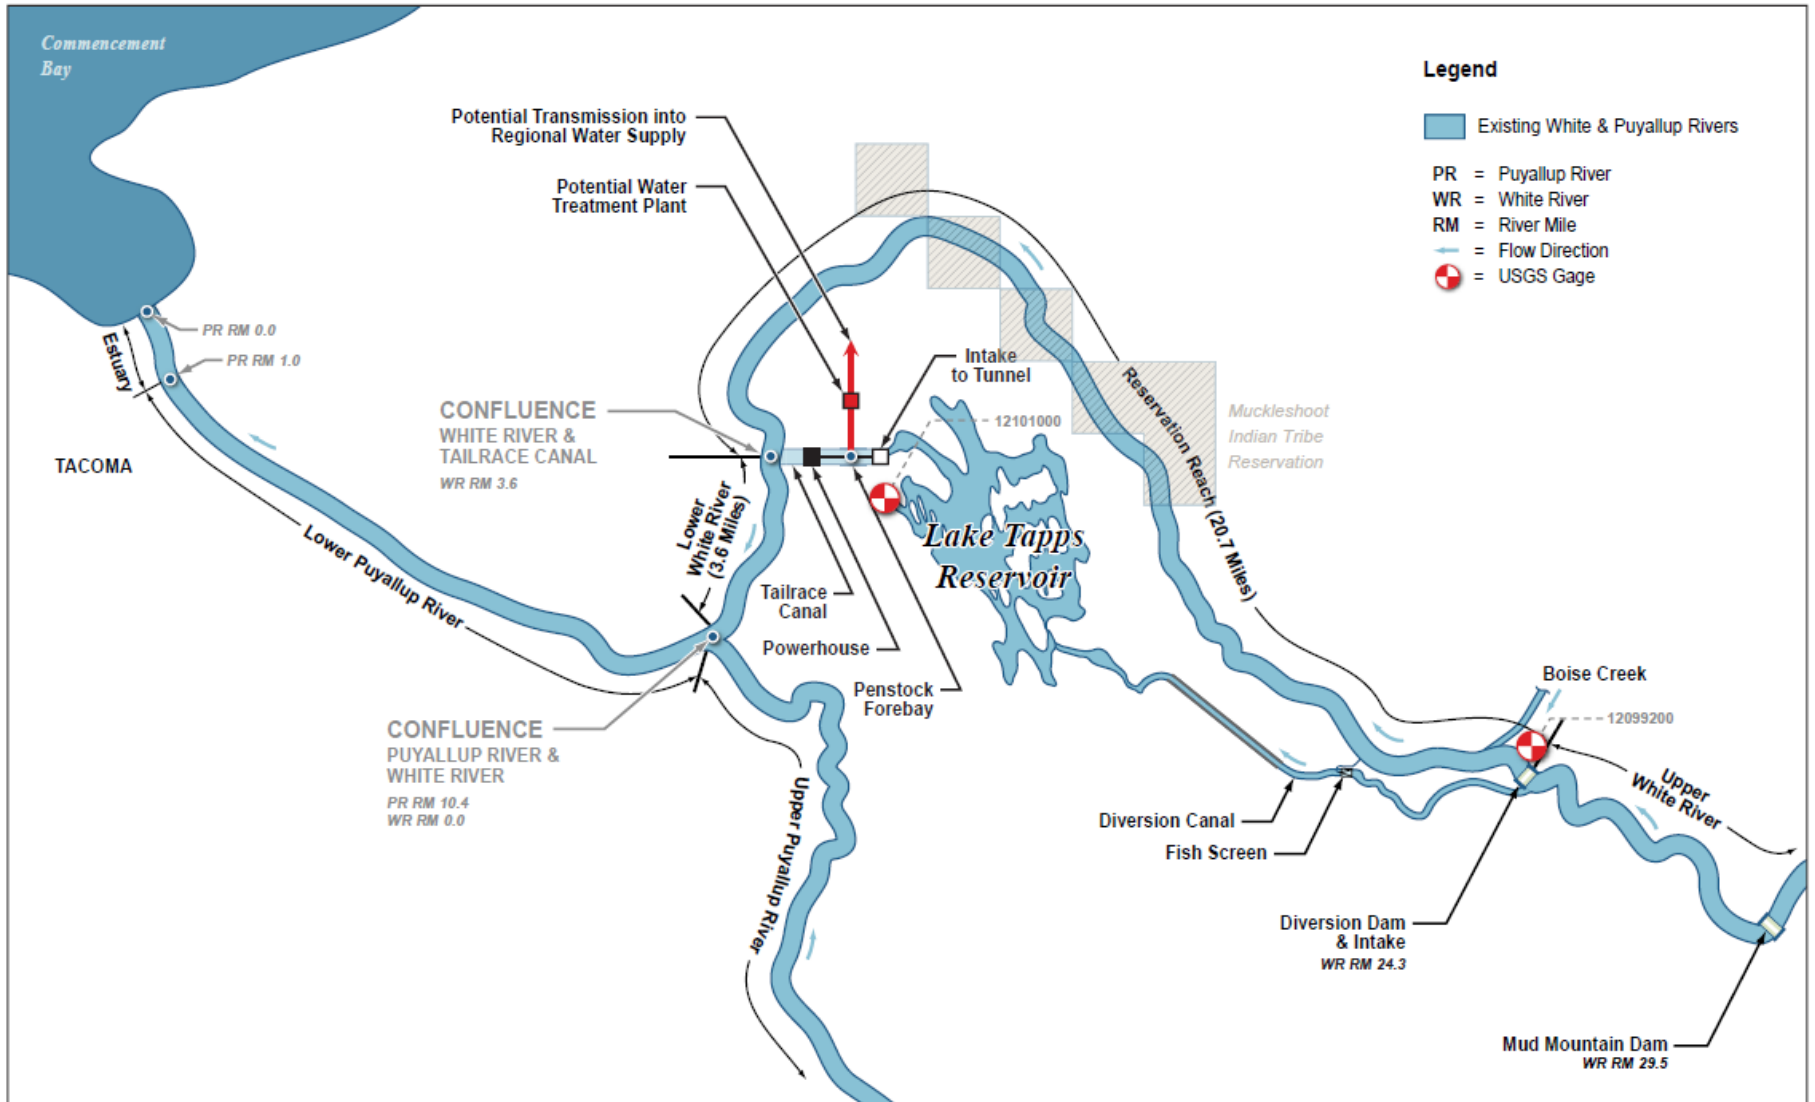 Commencement
Bay
Legend
Existing White & Puyallup Rivers
PR = Puyallup River
WR = White River
RM = River Mile
= Flow Direction
= USGS Gage
Potential Transmission into
Regional Water Supply
Potential Water
Treatment Plant
PR RM 0.0
PR RM 1.0
Estuary
Intake
to Tunnel
CONFLUENCE
WHITE RIVER &
TAILRACE CANAL
WR RM 3.6
12101000
Muckleshoot
Indian Tribe
Reservation
Reservation Reach (20.7 Miles)
TACOMA
Lower
White River
(3.6 Miles)
Lake Tapps
Reservoir
Lower Puyallup River
Tailrace
Canal
Powerhouse
Penstock
Forebay
Boise Creek
12099200
CONFLUENCE
PUYALLUP RIVER &
WHITE RIVER
PR RM 10.4
WR RM 0.0
Upper Puyallup River
Upper
White River
Diversion Canal
Fish Screen
Diversion Dam
& Intake
WR RM 24.3
Mud Mountain Dam
WR RM 29.5